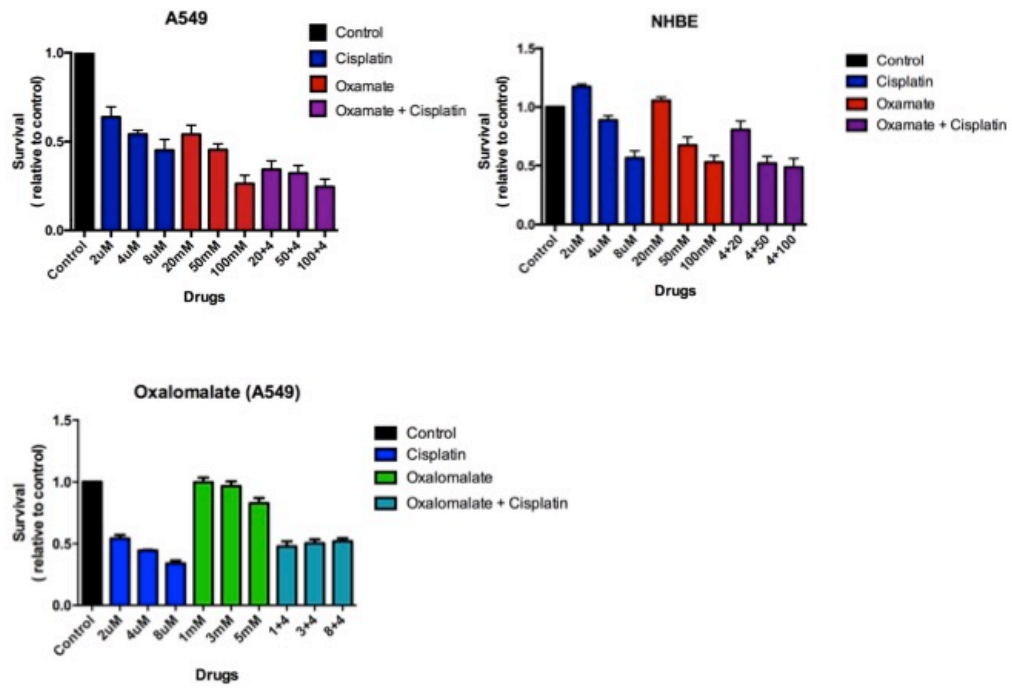 A549
Control
Cisplatin
Oxamate
Oxamate + Cisplatin
Survival
( relative to control)
1.0
0.5
0.0
Control
2uM
4uM
8uM
20mM
50mM
100mM
20+4
50+4
100+4
Drugs
NHBE
Control
Cisplatin
Oxamate
Oxamate + Cisplatin
Survival
( relative to control)
1.5
1.0
0.5
0.0
Control
2uM
4uM
8uM
20mM
50mM
100mM
4+20
4+50
4+100
Drugs
Oxalomalate (A549)
Control
Cisplatin
Oxalomalate
Oxalomalate + Cisplatin
Survival
( relative to control)
1.5
1.0
0.5
0.0
Control
2uM
4uM
8uM
1mM
3mM
5mM
1+4
3+4
8+4
Drugs